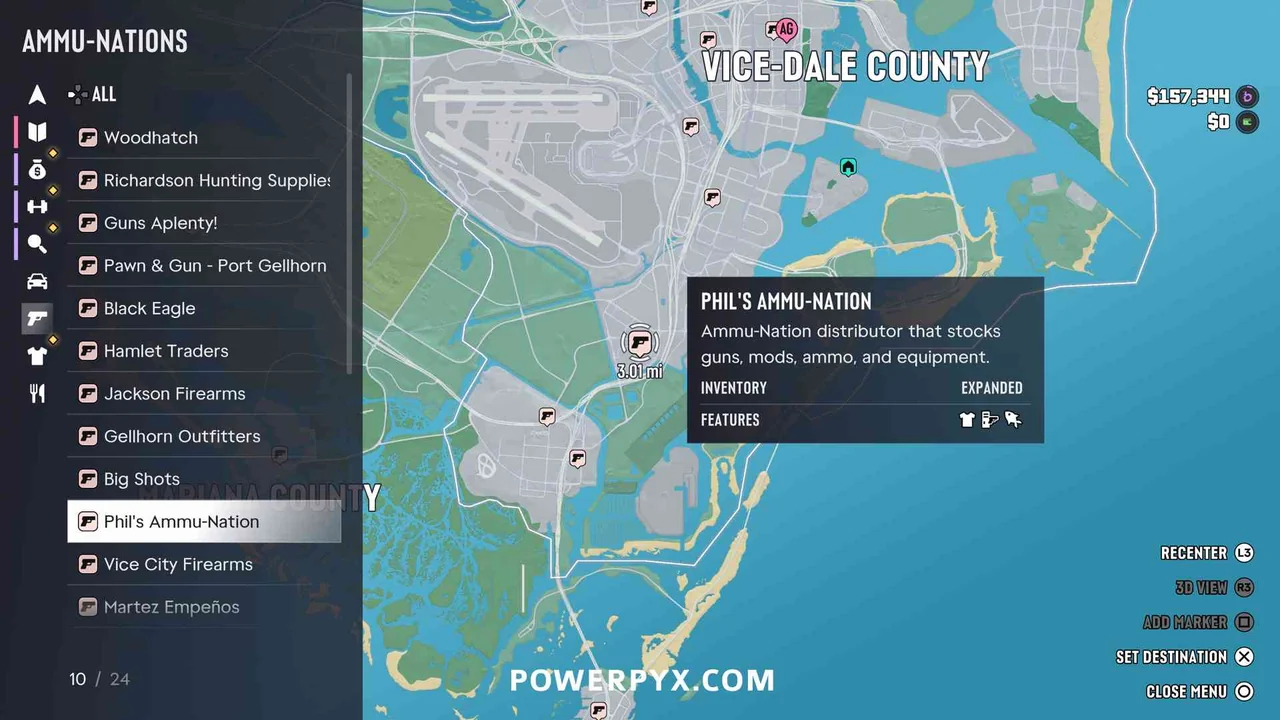 AMMU-NATIONS
ALL
Woodhatch
Richardson Hunting Supplies
Guns Aplenty!
Pawn & Gun - Port Gellhorn
Black Eagle
Hamlet Traders
Jackson Firearms
Gellhorn Outfitters
Big Shots
Phil's Ammu-Nation
Vice City Firearms
Martez Empeños
10 / 24
MARIANA COUNTY
AG
VICE-DALE COUNTY
$157,344
$0
3.01 mi
PHIL'S AMMU-NATION
Ammu-Nation distributor that stocks
guns, mods, ammo, and equipment.
INVENTORY EXPANDED
FEATURES
RECENTER L3
3D VIEW R3
ADD MARKER
SET DESTINATION
CLOSE MENU
POWERPYX.COM